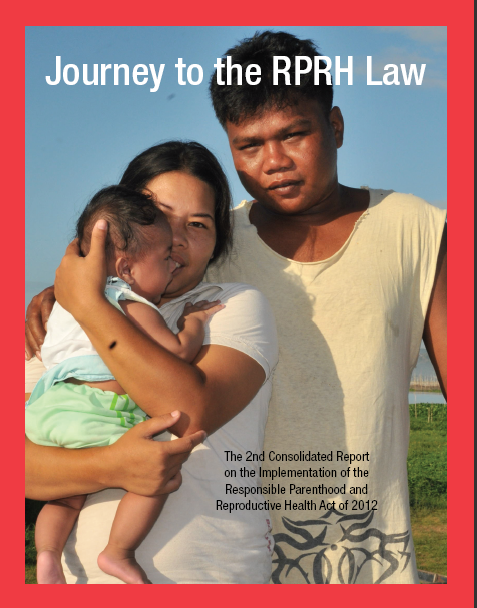 Journey to the RPRH Law
The 2nd Consolidated Report
on the Implementation of the
Responsible Parenthood and
Reproductive Health Act of 2012